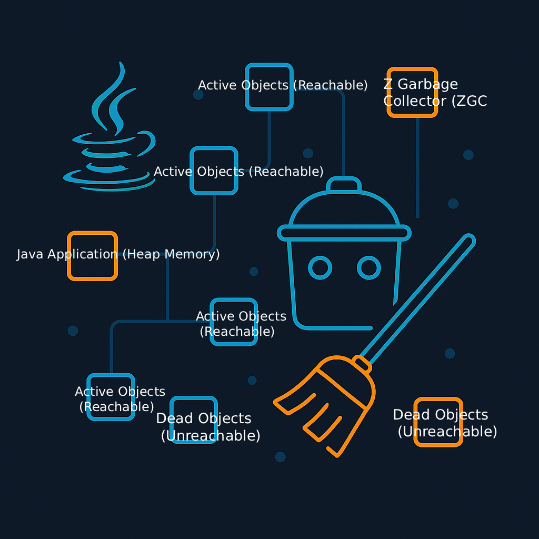 Active Objects (Reachable)
Z Garbage
Collector (ZGC
Active Objects (Reachable)
Java Application (Heap Memory)
Active Objects
(Reachable)
Active Objects
(Reachable)
Dead Objects
(Unreachable)
Dead Objects
(Unreachable)